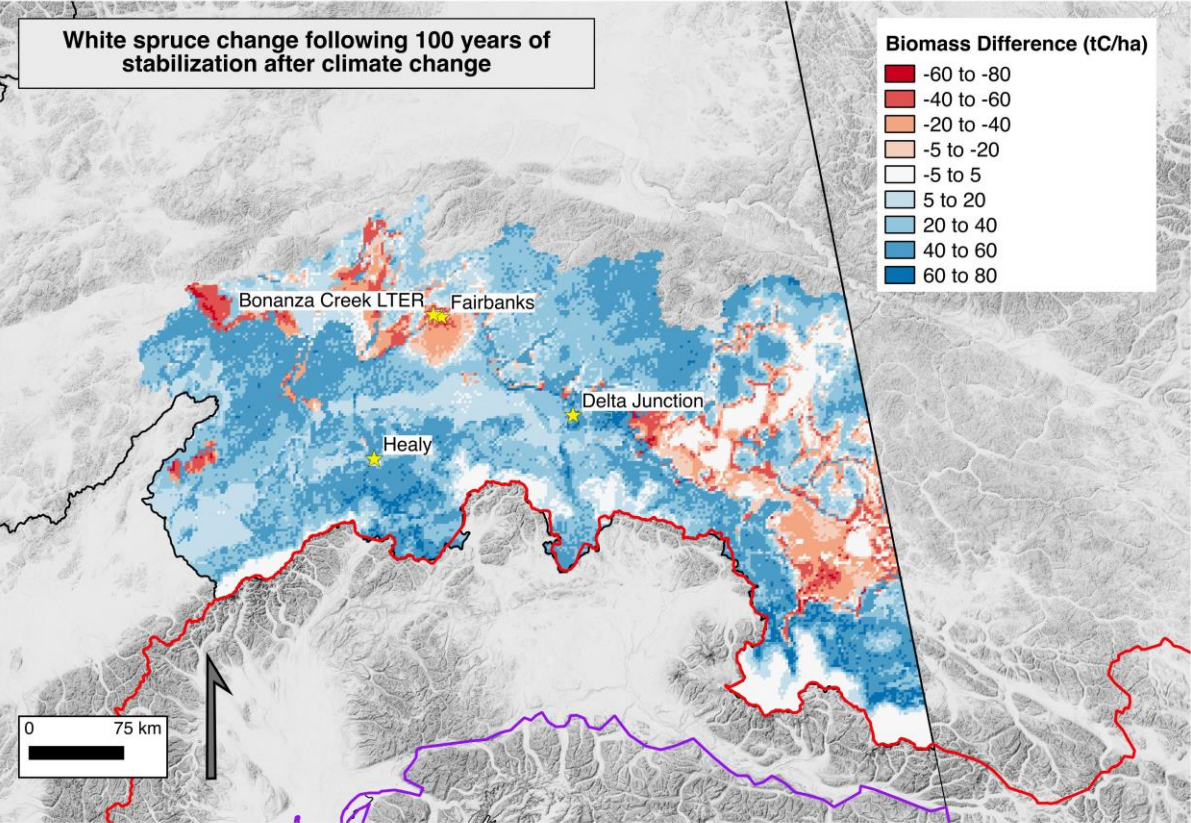 White spruce change following 100 years of
stabilization after climate change
Biomass Difference (tC/ha)
-60 to -80
-40 to -60
-20 to -40
-5 to -20
-5 to 5
5 to 20
20 to 40
40 to 60
60 to 80
Bonanza Creek LTER
Fairbanks
Delta Junction
Healy
0 75 km